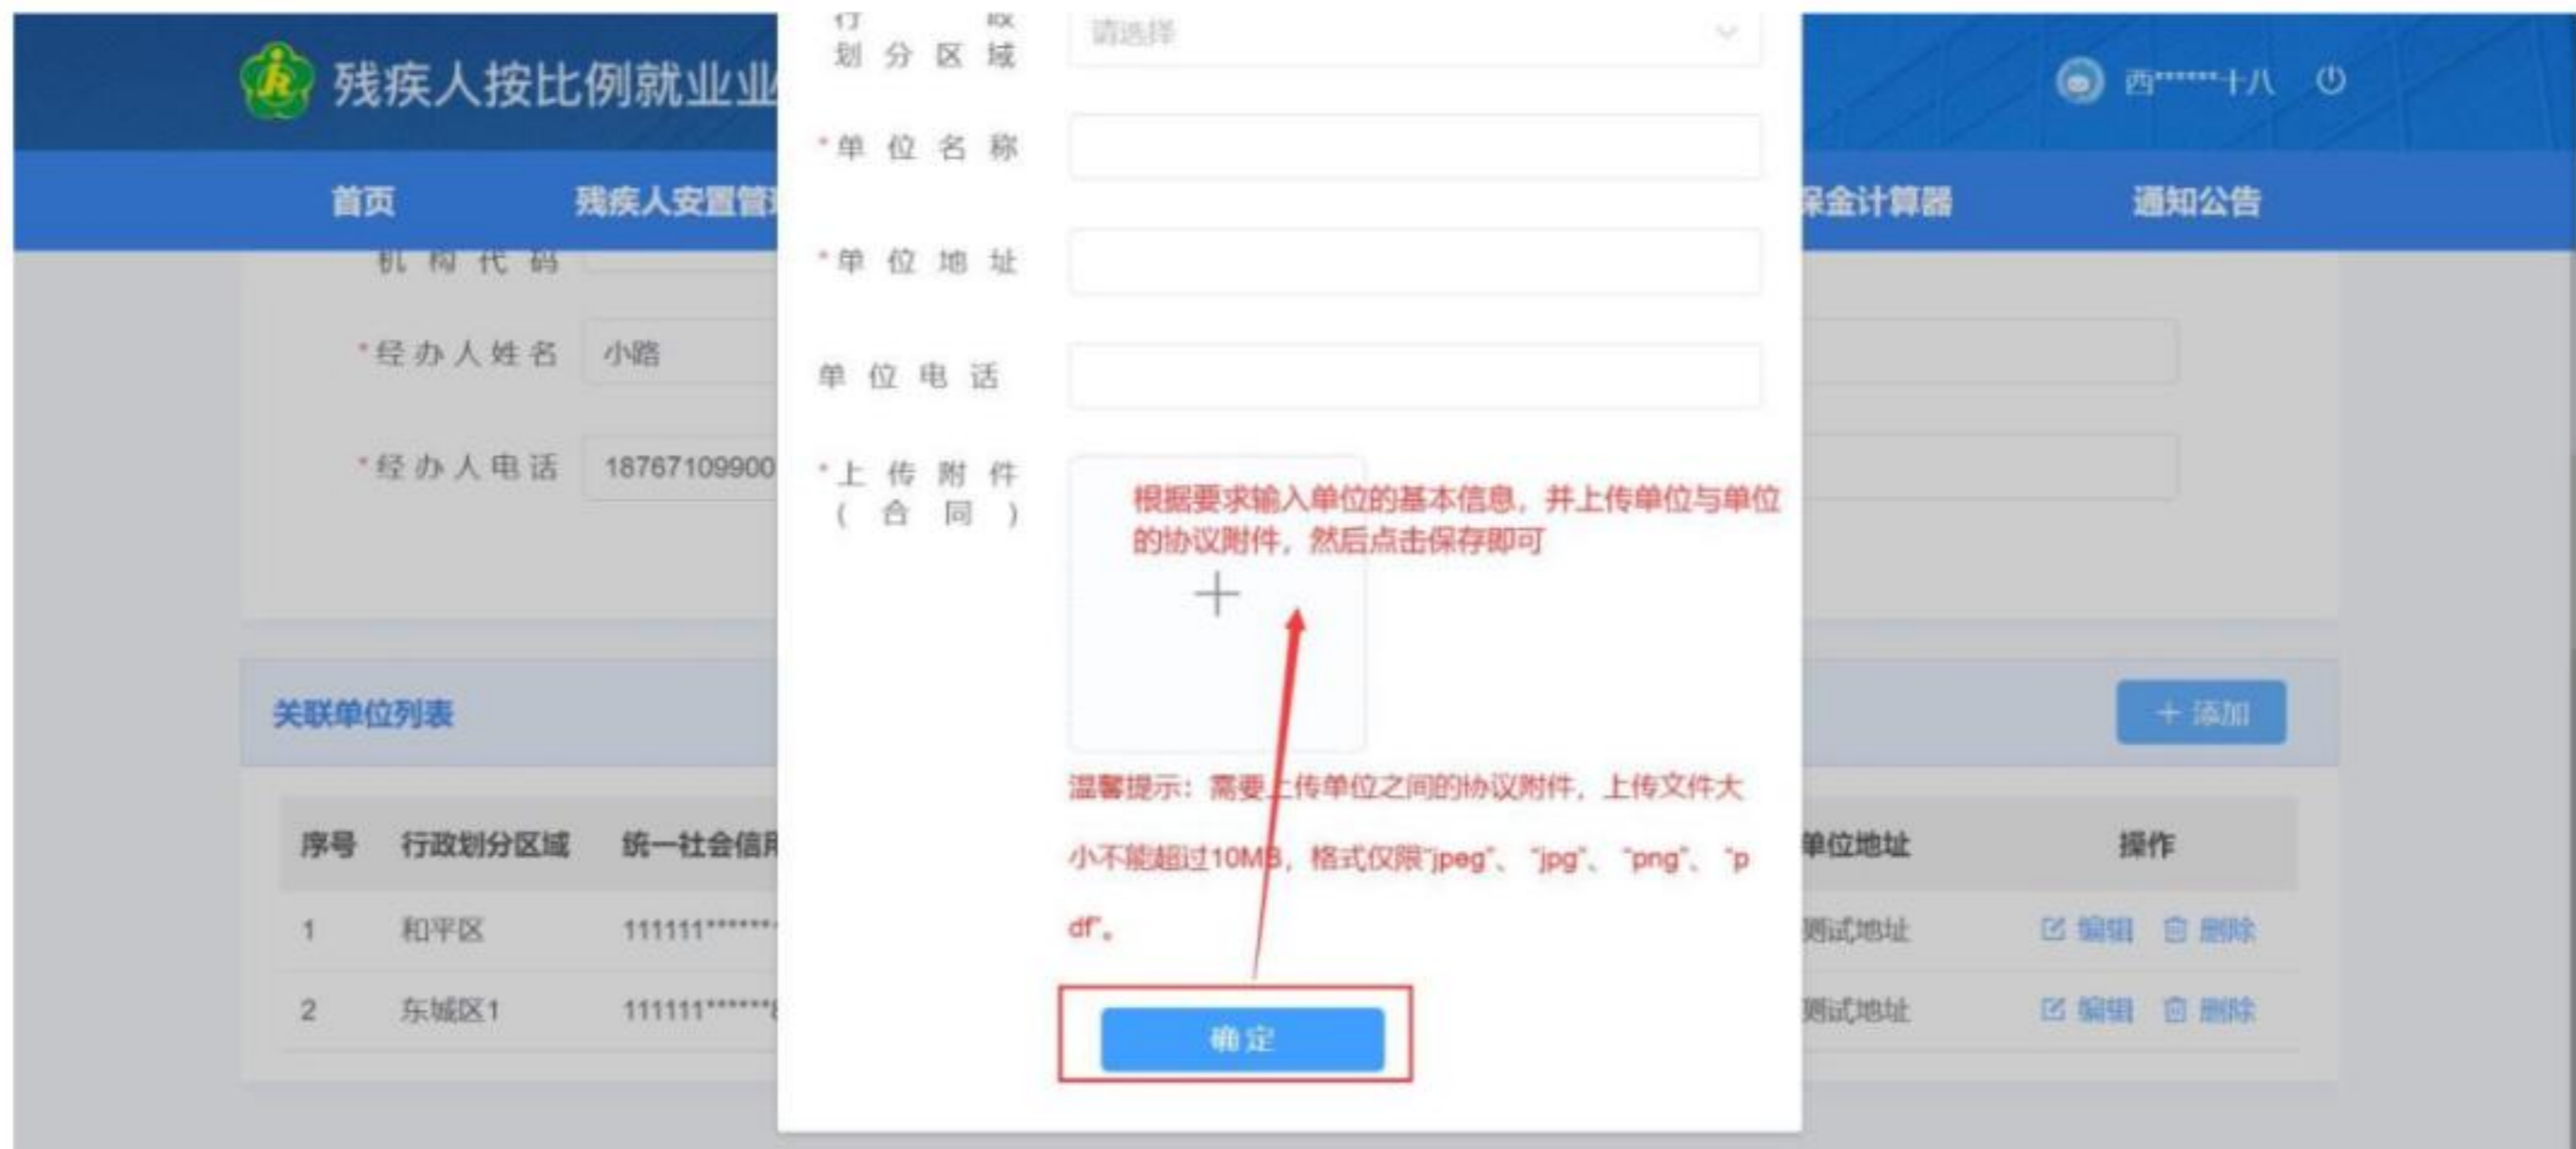 残疾人按比例就业业
西******十八
首页
残疾人安置管
保金计算器
通知公告
机构代码
*经办人姓名
小路
*经办人电话
18767109900
行政
划分区域
请选择
*单位名称
*单位地址
单位电话
*上传附件
(合同)
根据要求输入单位的基本信息，并上传单位与单位
的协议附件，然后点击保存即可
温馨提示：需要上传单位之间的协议附件，上传文件大
小不能超过10MB，格式仅限“jpeg”、“jpg”、“png”、“p
df”。
确定
关联单位列表
+ 添加
序号 行政划分区域 统一社会信用 单位地址 操作
1 和平区 111111****** 测试地址 编辑 删除
2 东城区1 111111****** 测试地址 编辑 删除